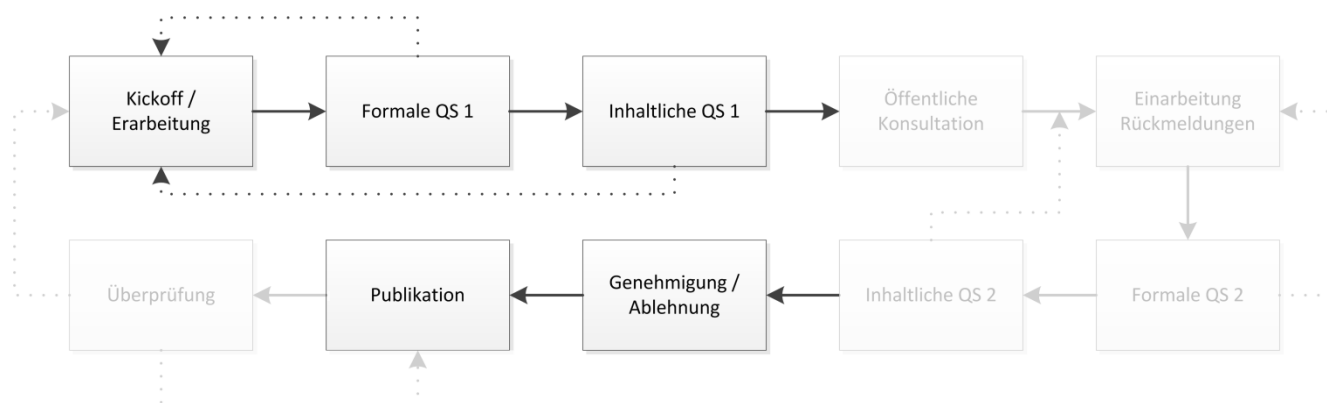 Kickoff /
Erarbeitung
Formale QS 1
Inhaltliche QS 1
Öffentliche
Konsultation
Einarbeitung
Rückmeldungen
Überprüfung
Publikation
Genehmigung /
Ablehnung
Inhaltliche QS 2
Formale QS 2